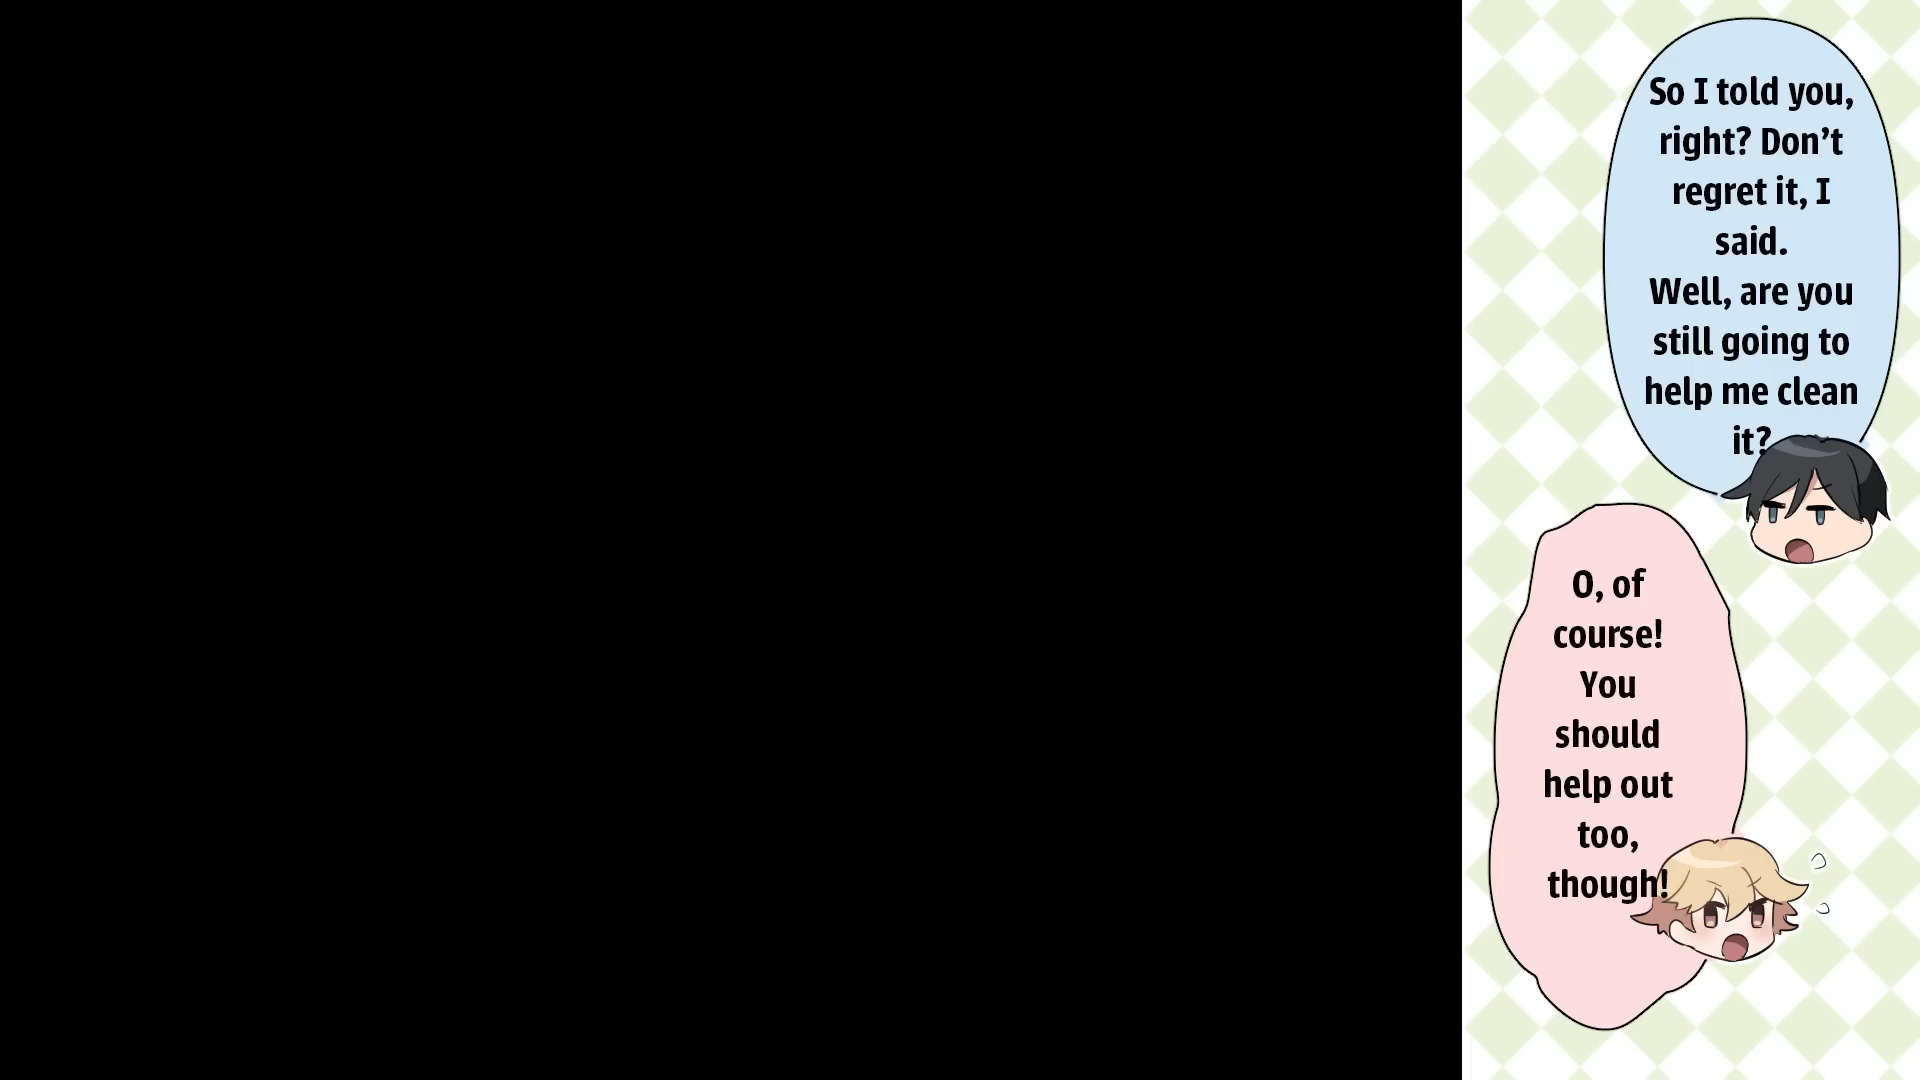 So I told you,
right? Don’t
regret it, I
said.
Well, are you
still going to
help me clean
it?
O, of
course!
You
should
help out
too,
though!